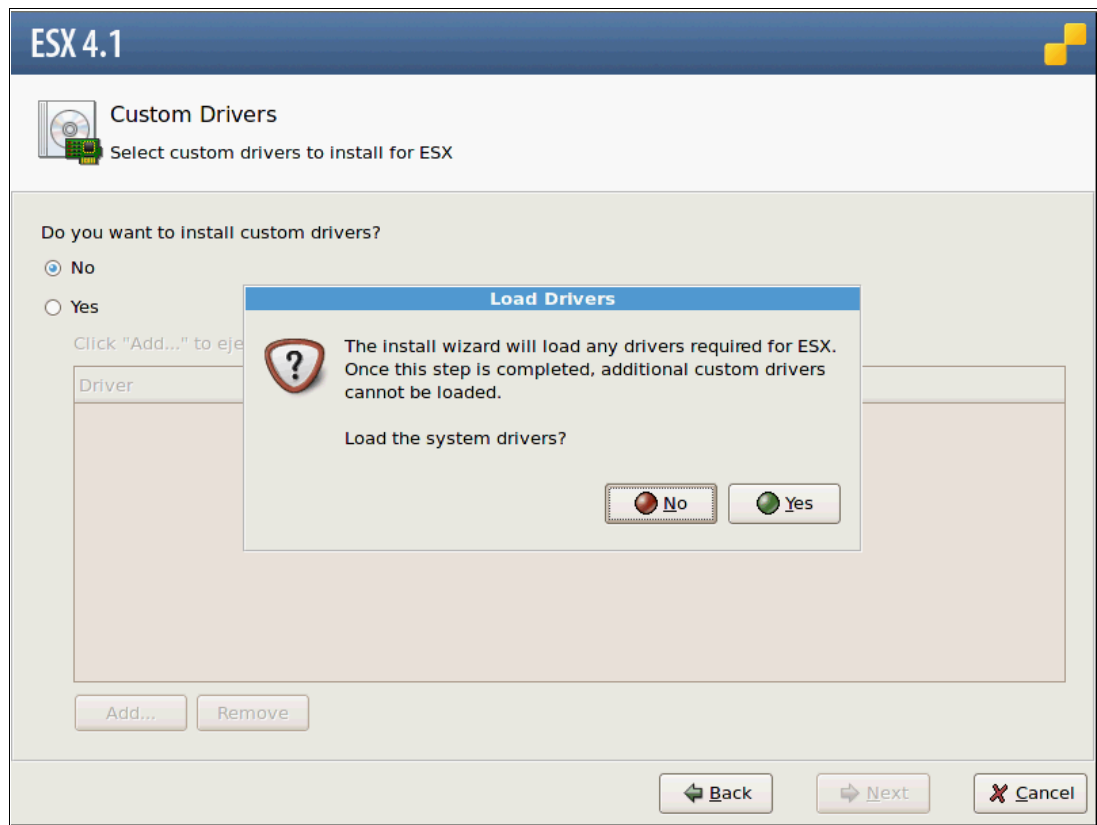 ESX 4.1
Custom Drivers
Select custom drivers to install for ESX
Do you want to install custom drivers?
No
Yes
Click "Add..." to eje
Driver
Load Drivers
The install wizard will load any drivers required for ESX.
Once this step is completed, additional custom drivers
cannot be loaded.
Load the system drivers?
No
Yes
Add...
Remove
Back
Next
Cancel